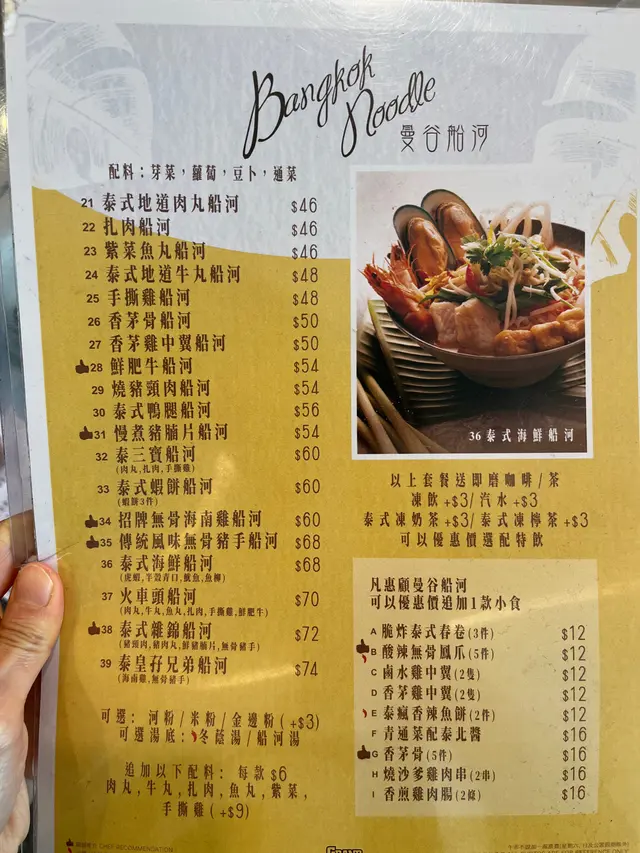 Bangkok
Noodle
曼谷船河
配料：芽菜，蘿蔔，豆卜，通菜
21 泰式地道肉丸船河 $46
22 扎肉船河 $46
23 紫菜魚丸船河 $46
24 泰式地道牛丸船河 $48
25 手撕雞船河 $48
26 香茅骨船河 $50
27 香茅雞中翼船河 $50
28 鮮肥牛船河 $54
29 燒豬頸肉船河 $54
30 泰式鴨腿船河 $56
31 慢煮豬腩片船河 $54
32 泰三寶船河 $60
(肉丸,扎肉,手撕雞)
33 泰式蝦餅船河 $60
(蝦餅3件)
34 招牌無骨海南雞船河 $60
35 傳統風味無骨豬手船河 $68
36 泰式海鮮船河 $68
(虎蝦,半殼青口,魷魚,魚柳)
37 火車頭船河 $70
(肉丸,牛丸,魚丸,扎肉,手撕雞,鮮肥牛)
38 泰式雜錦船河 $72
(豬頸肉,豬肉丸,鮮豬腩片,無骨豬手)
39 泰皇孖兄弟船河 $74
(海南雞,無骨豬手)
可選：河粉/米粉/金邊粉(+$3)
可選湯底：冬蔭湯/船河湯
追加以下配料：每款$6
肉丸,牛丸,扎肉,魚丸,紫菜,
手撕雞(+$9)
36 泰式海鮮船河
以上套餐送即磨咖啡/茶
凍飲+$3/汽水+$3
泰式凍奶茶+$3/泰式凍檸茶+$3
可以優惠價選配特飲
凡惠顧曼谷船河
可以優惠價追加1款小食
A 脆炸泰式春卷(3件) $12
B 酸辣無骨鳳爪(5件) $12
C 鹵水雞中翼(2隻) $12
D 香茅雞中翼(2隻) $12
E 泰瘋香辣魚餅(2件) $12
F 青通菜配泰北醬 $16
G 香茅骨(5件) $16
H 燒沙爹雞肉串(2串) $16
I 香煎雞肉腸(2條) $16
CHEF RECOMMENDATION
GRAND